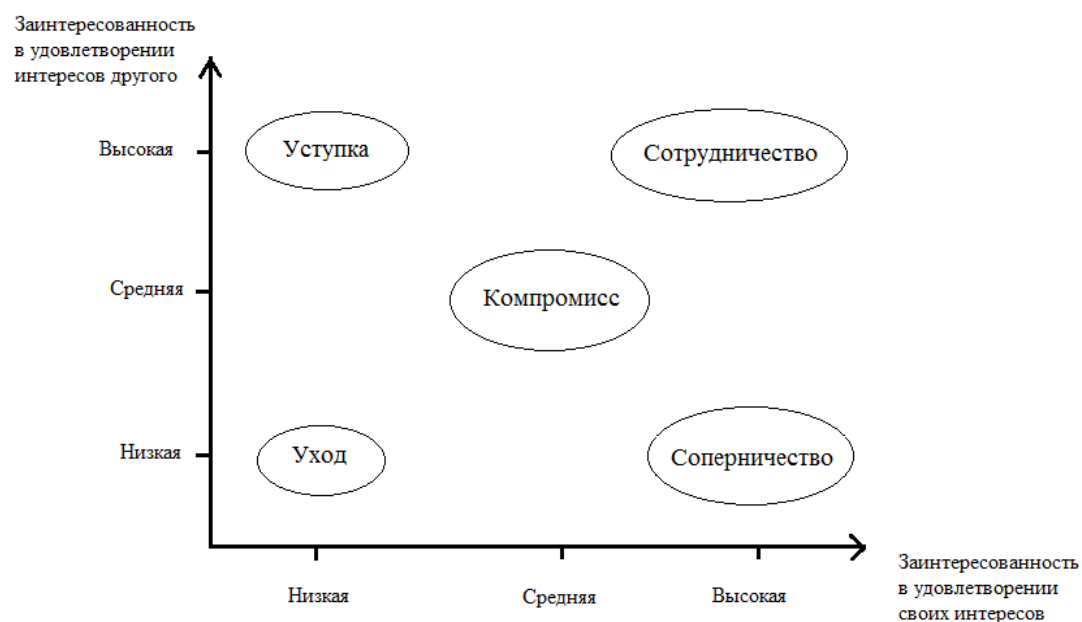 Заинтересованность
в удовлетворении
интересов другого
Высокая
Уступка
Сотрудничество
Средняя
Компромисс
Низкая
Уход
Соперничество
Низкая
Средняя
Высокая
Заинтересованность
в удовлетворении
своих интересов